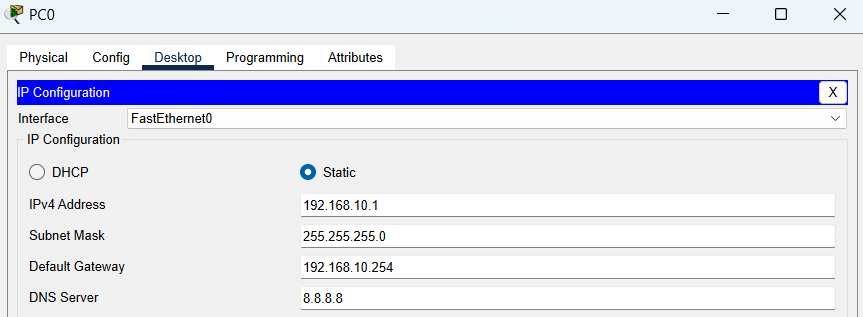 PC0
Physical Config Desktop Programming Attributes
IP Configuration X
Interface FastEthernet0
IP Configuration
DHCP Static
IPv4 Address 192.168.10.1
Subnet Mask 255.255.255.0
Default Gateway 192.168.10.254
DNS Server 8.8.8.8